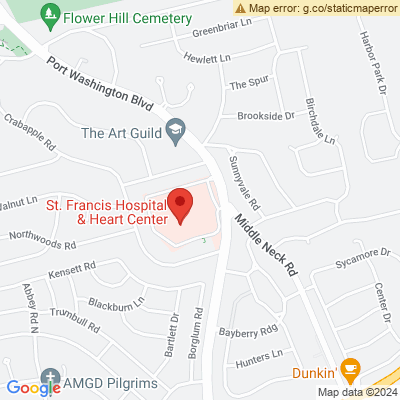 Map error: g.co/staticmaperror
Flower Hill Cemetery
Greenbriar Ln
Hewlett Ln
Harbor Park Dr
Port Washington Blvd
The Spur
Birchdale Ln
Crabapple Rd
Brookside Dr
The Art Guild
Sunnyvale Rd
Walnut Ln
St. Francis Hospital
& Heart Center
Northwoods Rd
Middle Neck Rd
Sycamore Dr
Kensett Rd
Abbey Rd N
Blackburn Ln
Center Dr
Trumbull Rd
Bartlett Dr
Borglum Rd
Bayberry Rdg
Hunters Ln
Dunkin'
AMGD Pilgrims
Google
Map data ©2024